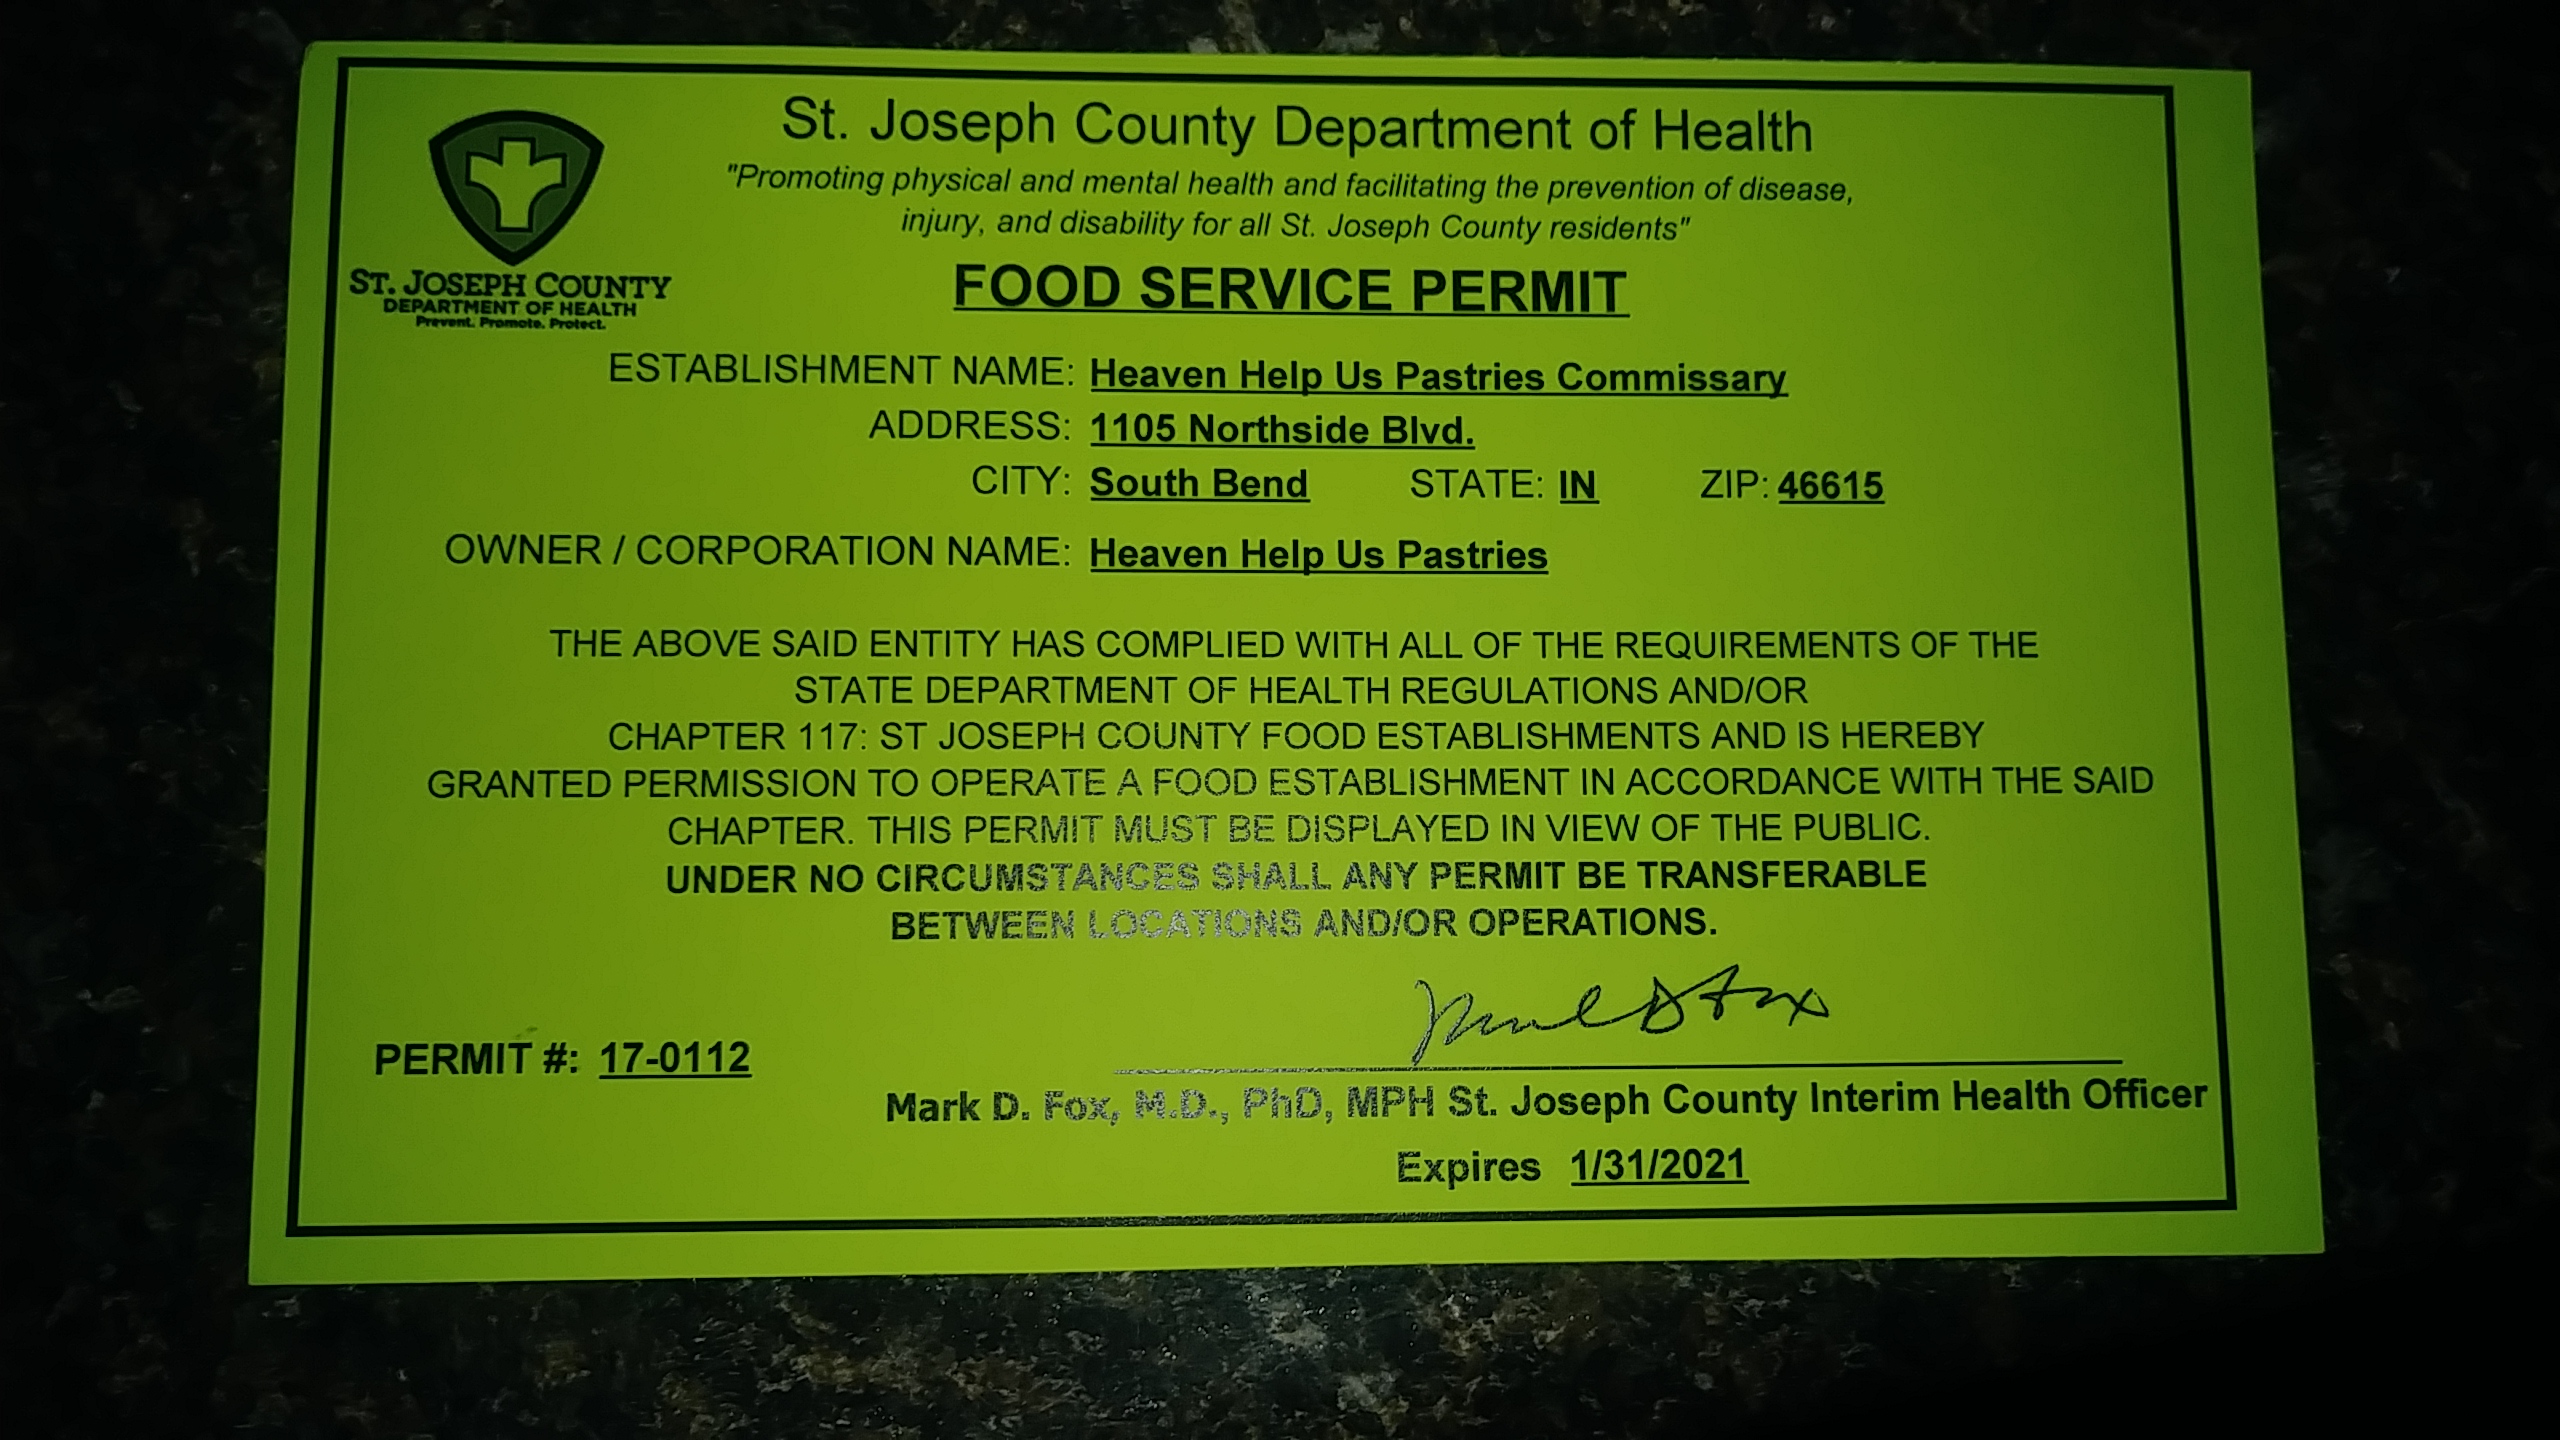 St. Joseph County Department of Health
"Promoting physical and mental health and facilitating the prevention of disease,
injury, and disability for all St. Joseph County residents"
ST. JOSEPH COUNTY
DEPARTMENT OF HEALTH
Prevent. Promote. Protect.
FOOD SERVICE PERMIT
ESTABLISHMENT NAME: Heaven Help Us Pastries Commissary
ADDRESS: 1105 Northside Blvd.
CITY: South Bend STATE: IN ZIP: 46615
OWNER / CORPORATION NAME: Heaven Help Us Pastries
THE ABOVE SAID ENTITY HAS COMPLIED WITH ALL OF THE REQUIREMENTS OF THE
STATE DEPARTMENT OF HEALTH REGULATIONS AND/OR
CHAPTER 117: ST JOSEPH COUNTY FOOD ESTABLISHMENTS AND IS HEREBY
GRANTED PERMISSION TO OPERATE A FOOD ESTABLISHMENT IN ACCORDANCE WITH THE SAID
CHAPTER. THIS PERMIT MUST BE DISPLAYED IN VIEW OF THE PUBLIC.
UNDER NO CIRCUMSTANCES SHALL ANY PERMIT BE TRANSFERABLE
BETWEEN LOCATIONS AND/OR OPERATIONS.
Mark D Fox
PERMIT #: 17-0112
Mark D. Fox, M.D., PhD, MPH St. Joseph County Interim Health Officer
Expires 1/31/2021